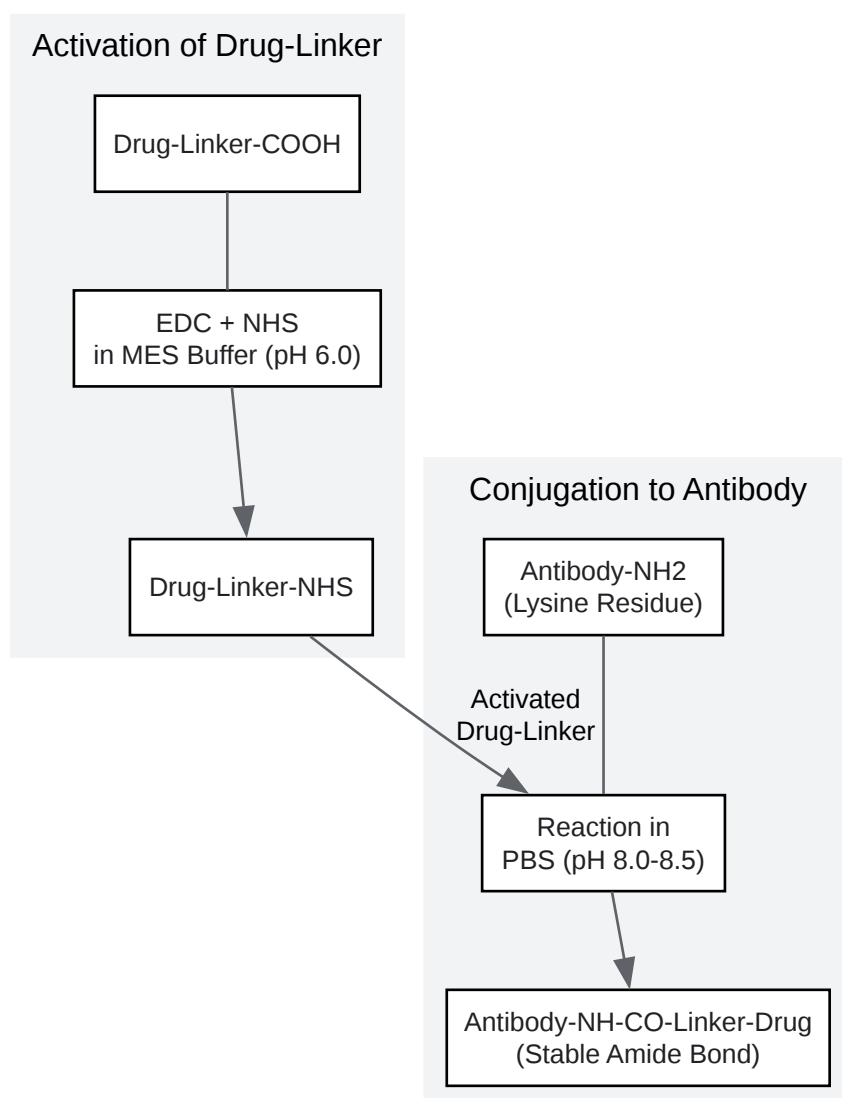 Activation of Drug-Linker
Drug-Linker-COOH
EDC + NHS
in MES Buffer (pH 6.0)
Drug-Linker-NHS
Conjugation to Antibody
Antibody-NH2
(Lysine Residue)
Activated
Drug-Linker
Reaction in
PBS (pH 8.0-8.5)
Antibody-NH-CO-Linker-Drug
(Stable Amide Bond)